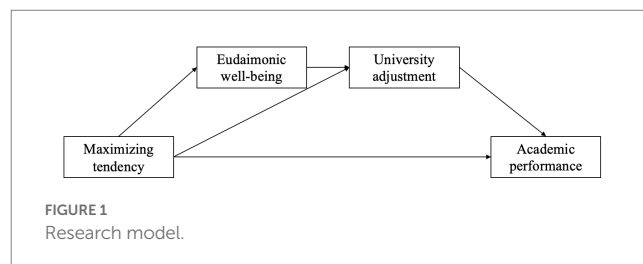 Eudaimonic
well-being
University
adjustment
Maximizing
tendency
Academic
performance
FIGURE 1
Research model.